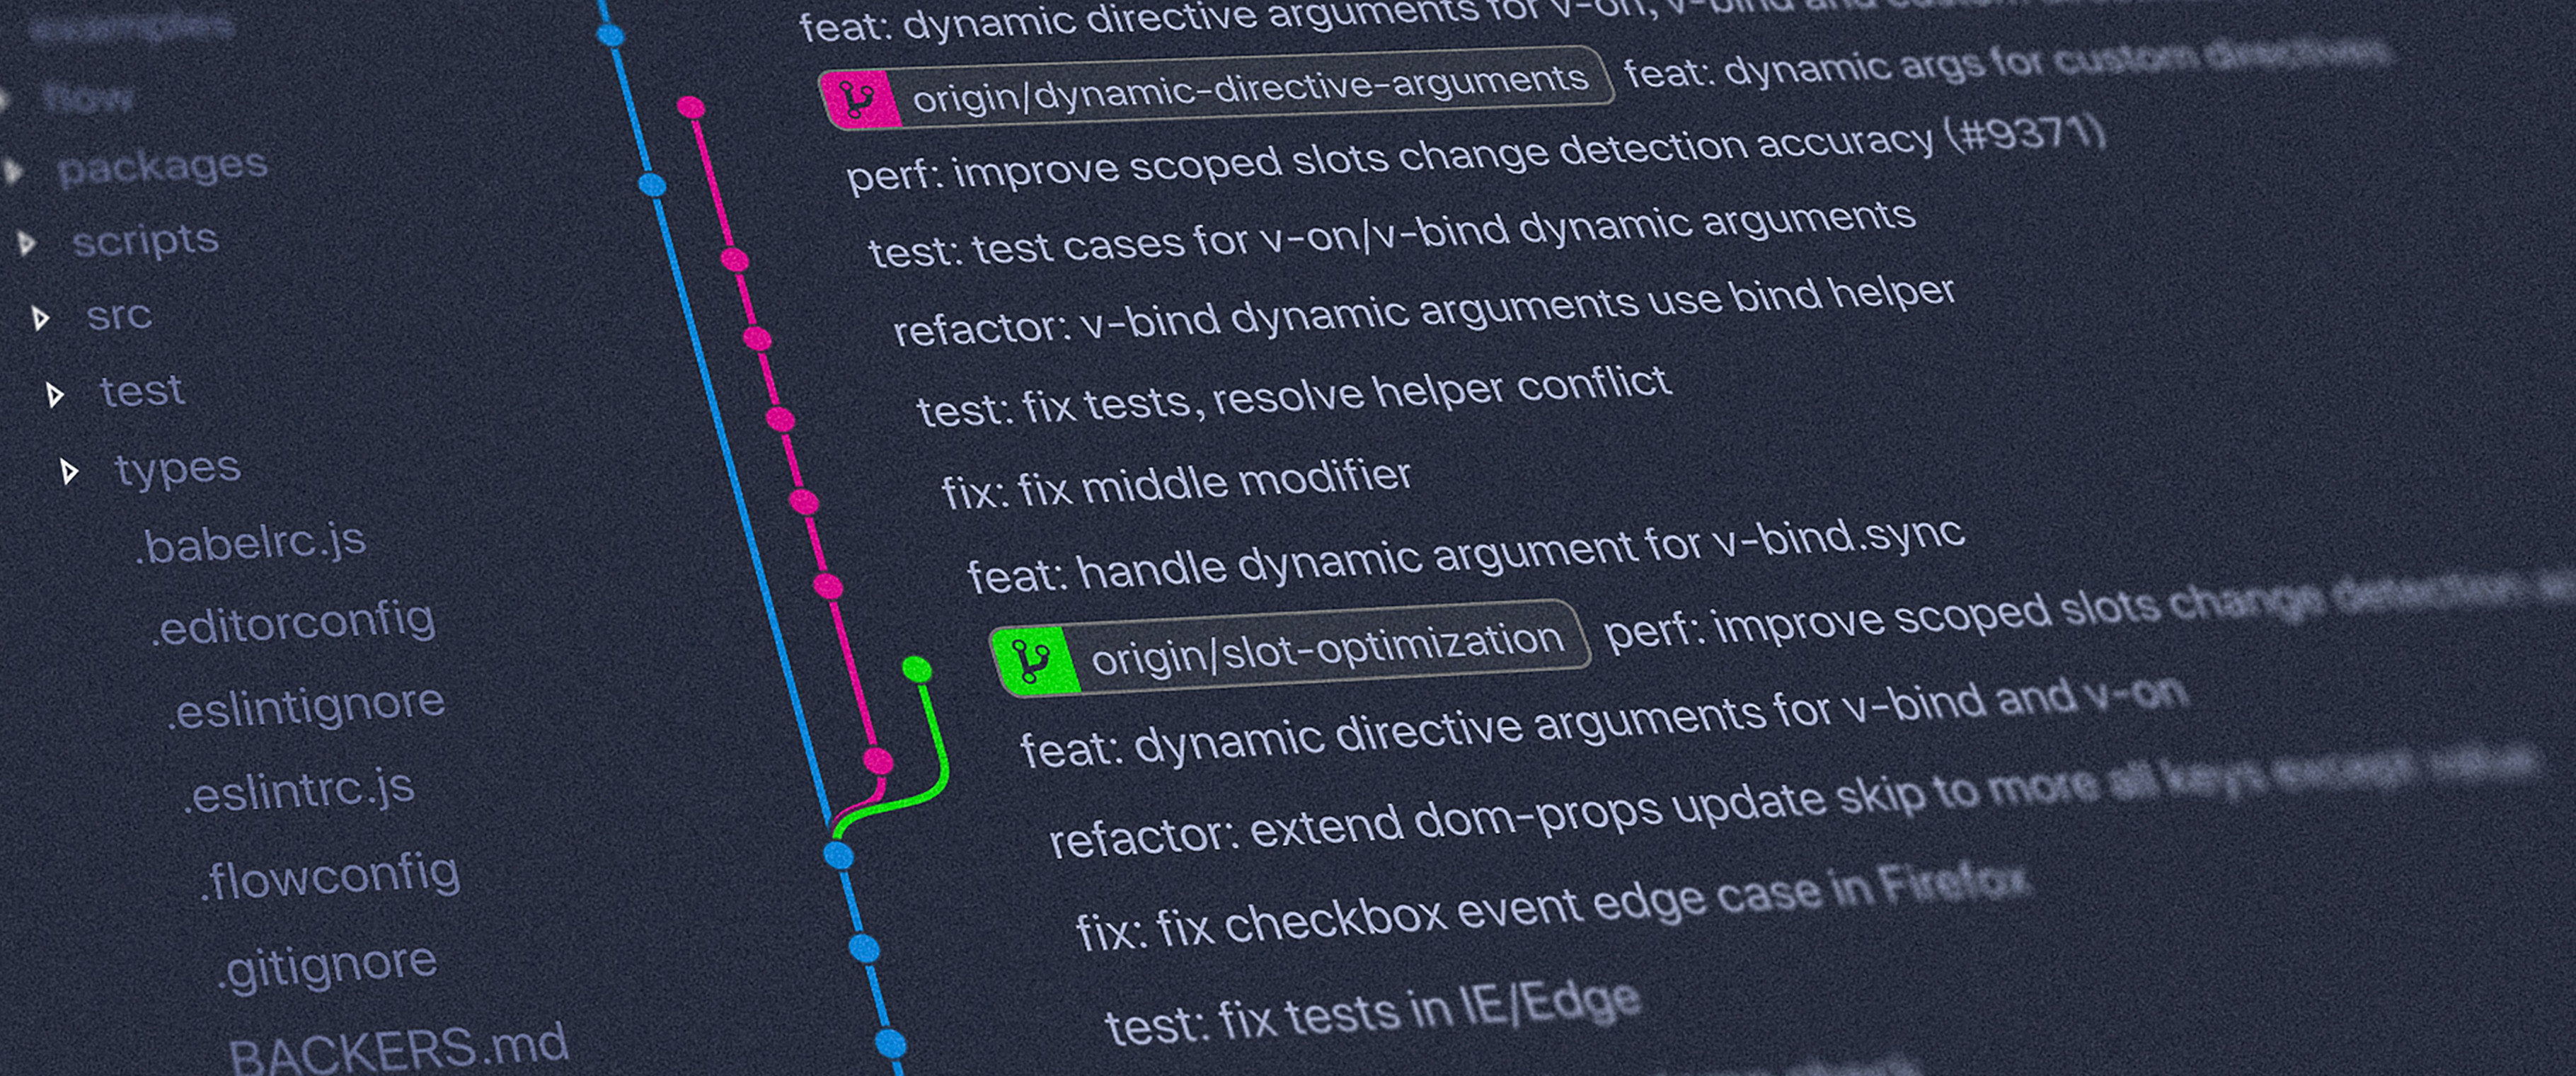 examples
flow
packages
scripts
src
test
types
.babelrc.js
.editorconfig
.eslintignore
.eslintrc.js
.flowconfig
.gitignore
BACKERS.md
feat: dynamic directive arguments for v-on, v-bind and custom
origin/dynamic-directive-arguments feat: dynamic args for custom directives
perf: improve scoped slots change detection accuracy (#9371)
test: test cases for v-on/v-bind dynamic arguments
refactor: v-bind dynamic arguments use bind helper
test: fix tests, resolve helper conflict
fix: fix middle modifier
feat: handle dynamic argument for v-bind.sync
origin/slot-optimization perf: improve scoped slots change detection
feat: dynamic directive arguments for v-bind and v-on
refactor: extend dom-props update skip to more all keys except value
fix: fix checkbox event edge case in Firefox
test: fix tests in IE/Edge